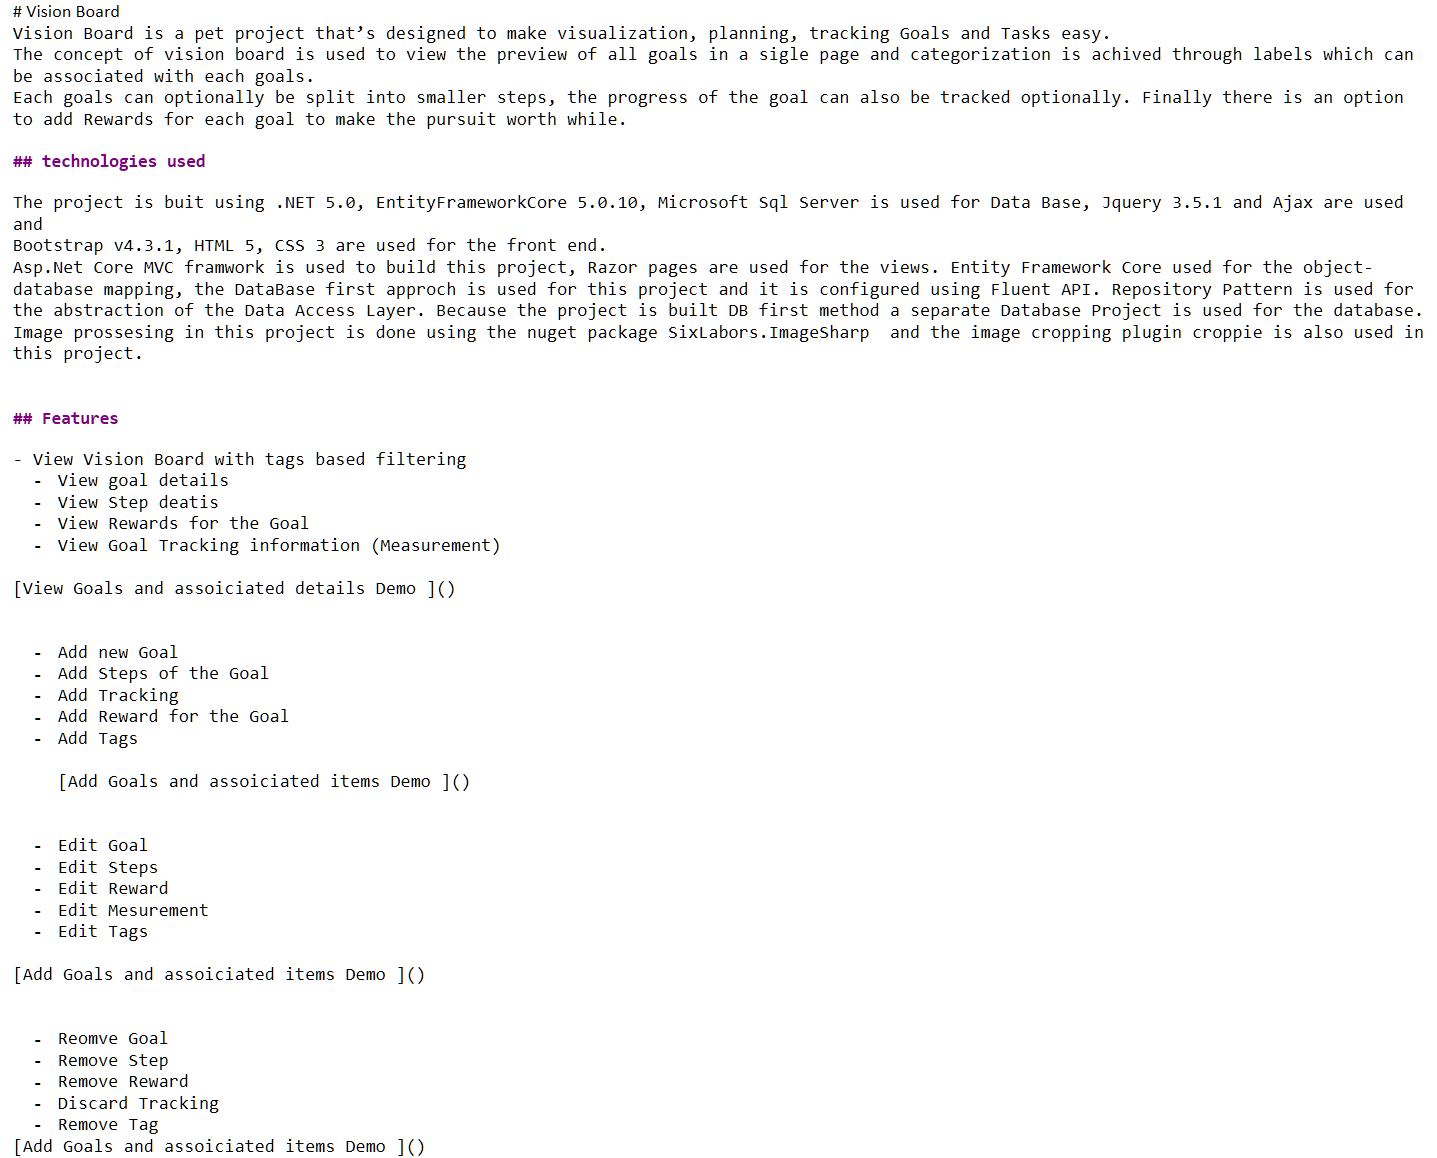 # Vision Board
Vision Board is a pet project that’s designed to make visualization, planning, tracking Goals and Tasks easy.
The concept of vision board is used to view the preview of all goals in a sigle page and categorization is achived through labels which can
be associated with each goals.
Each goals can optionally be split into smaller steps, the progress of the goal can also be tracked optionally. Finally there is an option
to add Rewards for each goal to make the pursuit worth while.
## technologies used
The project is buit using .NET 5.0, EntityFrameworkCore 5.0.10, Microsoft Sql Server is used for Data Base, Jquery 3.5.1 and Ajax are used
and
Bootstrap v4.3.1, HTML 5, CSS 3 are used for the front end.
Asp.Net Core MVC framwork is used to build this project, Razor pages are used for the views. Entity Framework Core used for the object-
database mapping, the DataBase first approch is used for this project and it is configured using Fluent API. Repository Pattern is used for
the abstraction of the Data Access Layer. Because the project is built DB first method a separate Database Project is used for the database.
Image prossesing in this project is done using the nuget package SixLabors.ImageSharp  and the image cropping plugin croppie is also used in
this project.
## Features
- View Vision Board with tags based filtering
- View goal details
- View Step deatis
- View Rewards for the Goal
- View Goal Tracking information (Measurement)
[View Goals and assoiciated details Demo ]()
- Add new Goal
- Add Steps of the Goal
- Add Tracking
- Add Reward for the Goal
- Add Tags
[Add Goals and assoiciated items Demo ]()
- Edit Goal
- Edit Steps
- Edit Reward
- Edit Mesurement
- Edit Tags
[Add Goals and assoiciated items Demo ]()
- Reomve Goal
- Remove Step
- Remove Reward
- Discard Tracking
- Remove Tag
[Add Goals and assoiciated items Demo ]()